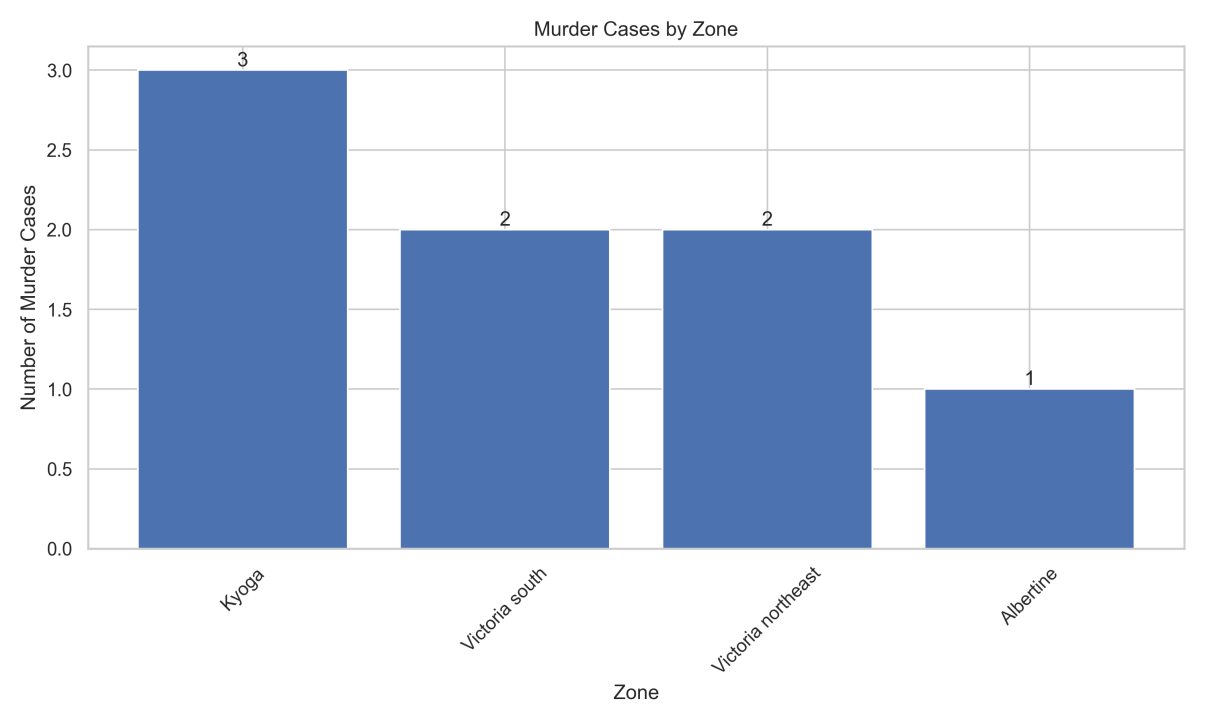 Murder Cases by Zone
Number of Murder Cases
3.0
2.5
2.0
1.5
1.0
0.5
0.0
3
2
2
1
Kyoga
Victoria south
Victoria northeast
Albertine
Zone